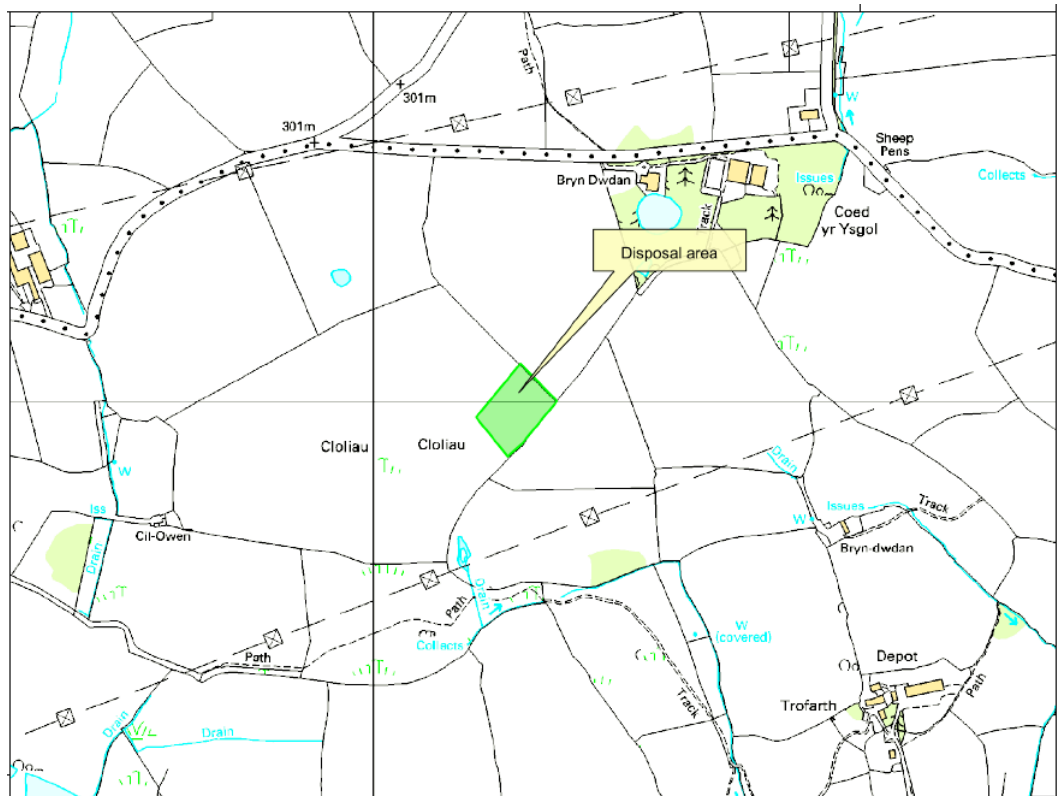 Path
301m
301m
W
Sheep
Pens
Bryn Dwdan
Issues
Collects
Track
Coed
yr Ysgol
Disposal area
Cloliau
Cloliau
W
Drain
Iss
Issues
Track
W
Cil-Owen
Bryn-dwdan
Drain
Drain
Path
W
(covered)
Collects
Path
Depot
Track
Trofarth
Path
Drain
Drain